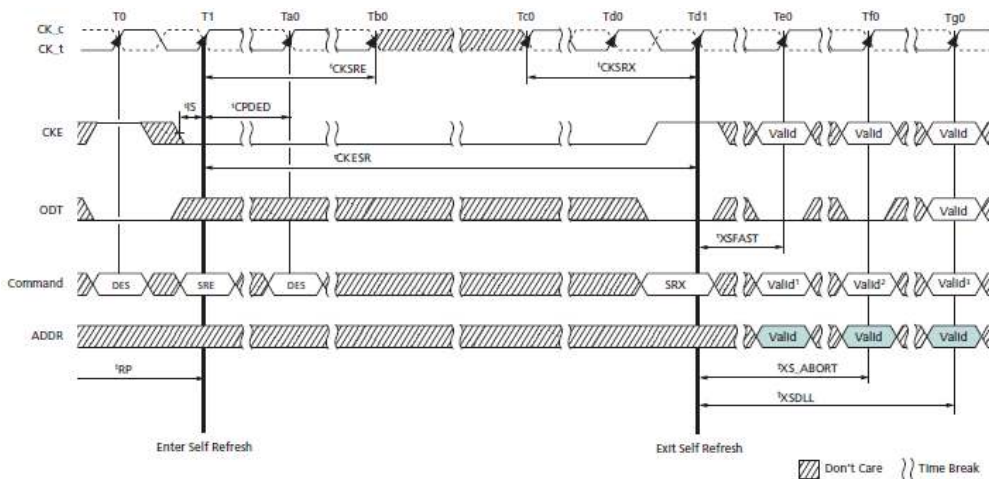 T0 T1 Ta0 Tb0 Tc0 Td0 Td1 Te0 Tf0 Tg0
CK_c
CK_t
tCKSRE tCKSRX
tIS tCPDED
CKE Valid Valid Valid
tCKESR
ODT Valid
tXSFAST
Command DES SRE DES SRX Valid1 Valid2 Valid3
ADDR Valid Valid Valid
tRP tXS_ABORT
tXSDLL
Enter Self Refresh Exit Self Refresh
Don't Care Time Break